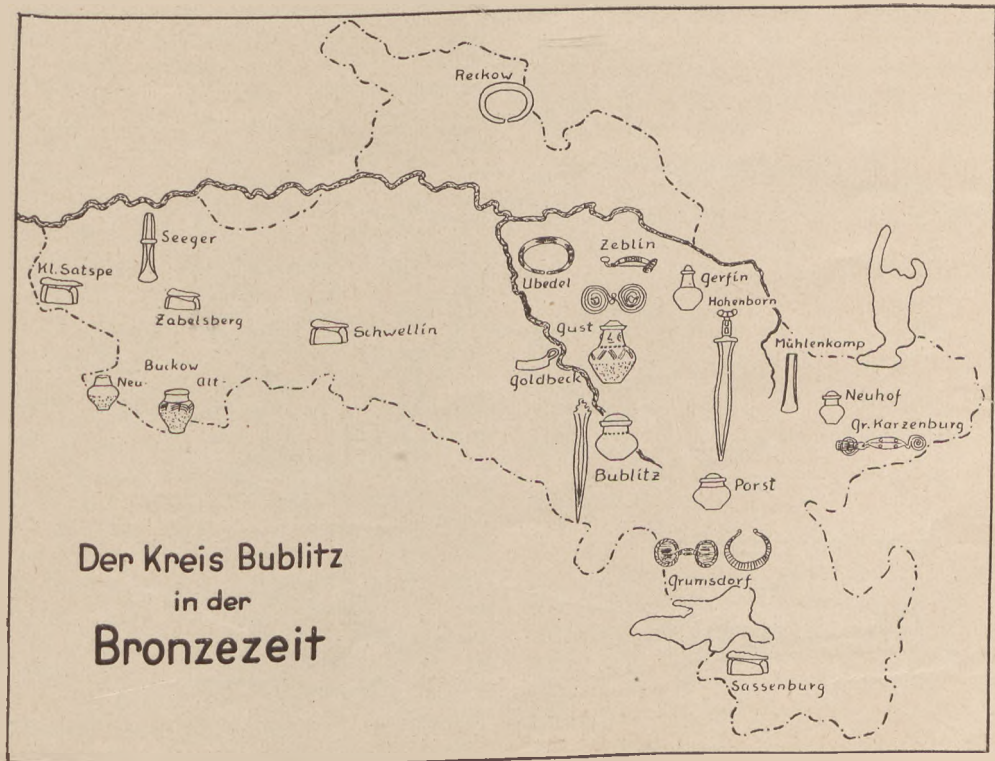 Reckow
Seeger
Kl. Satspe
Zabelsberg
Schwellin
Buckow
Neu-
Alt-
Ubedel
Zeblin
Gerfin
Hohenborn
Gust
Goldbeck
Mühlenkamp
Neuhof
Gr. Karzenburg
Bublitz
Porst
Grumsdorf
Sassenburg
Der Kreis Bublitz
in der
Bronzezeit